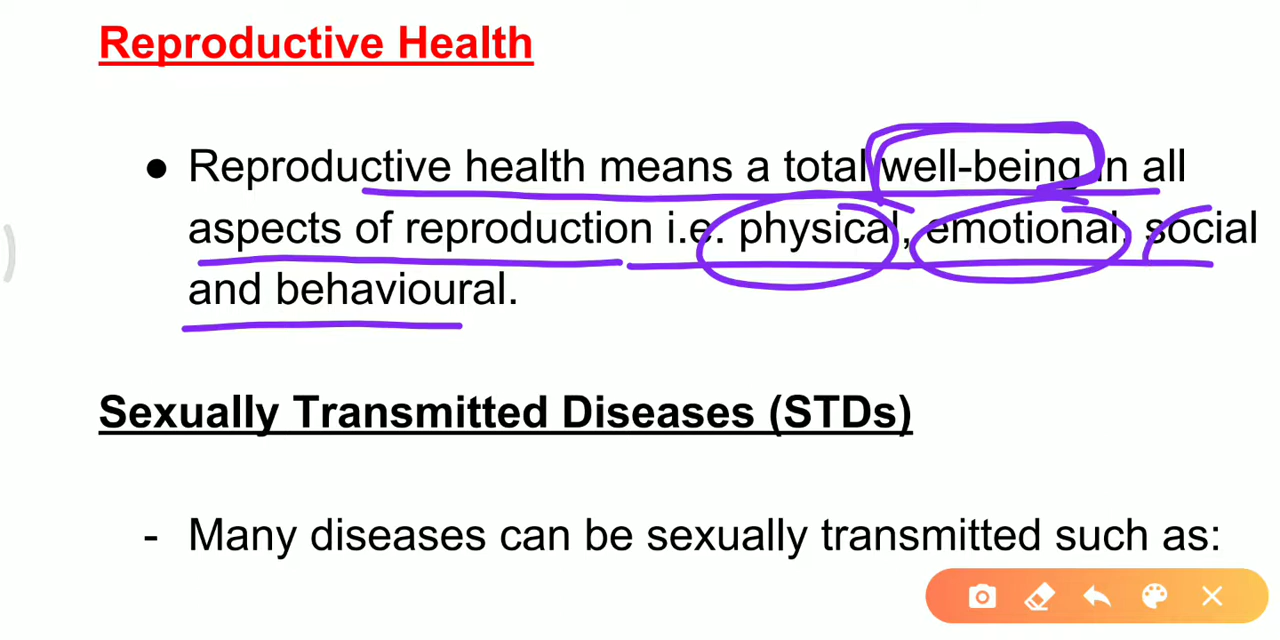 Reproductive Health
● Reproductive health means a total well-being in all
aspects of reproduction i.e. physical, emotional, social
and behavioural.
Sexually Transmitted Diseases (STDs)
- Many diseases can be sexually transmitted such as: